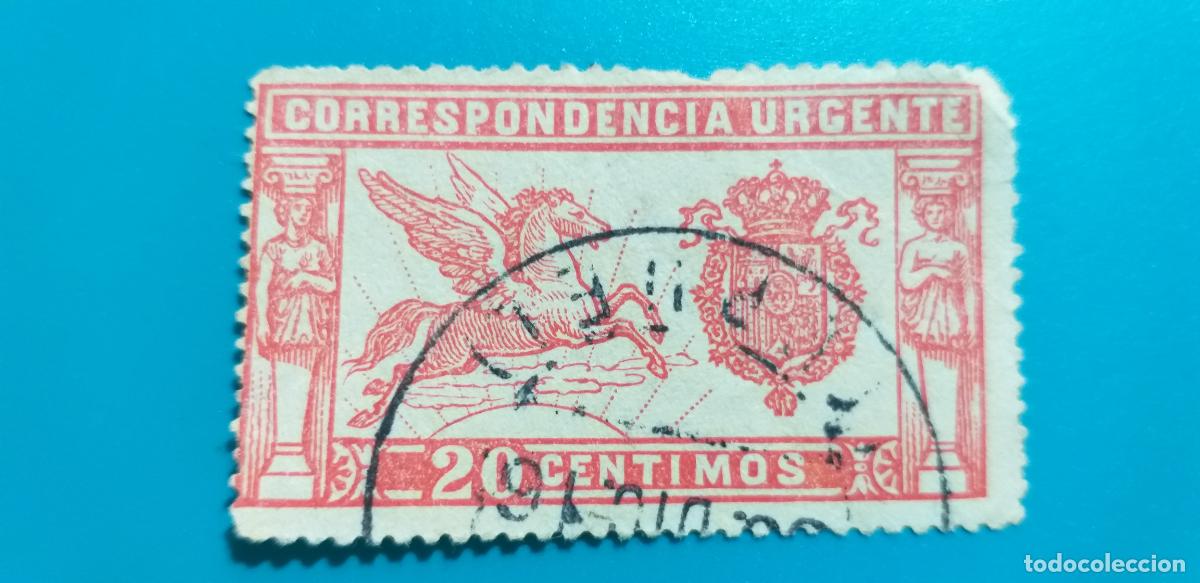 CORRESPONDENCIA URGENTE
20 CENTIMOS
todocoleccion